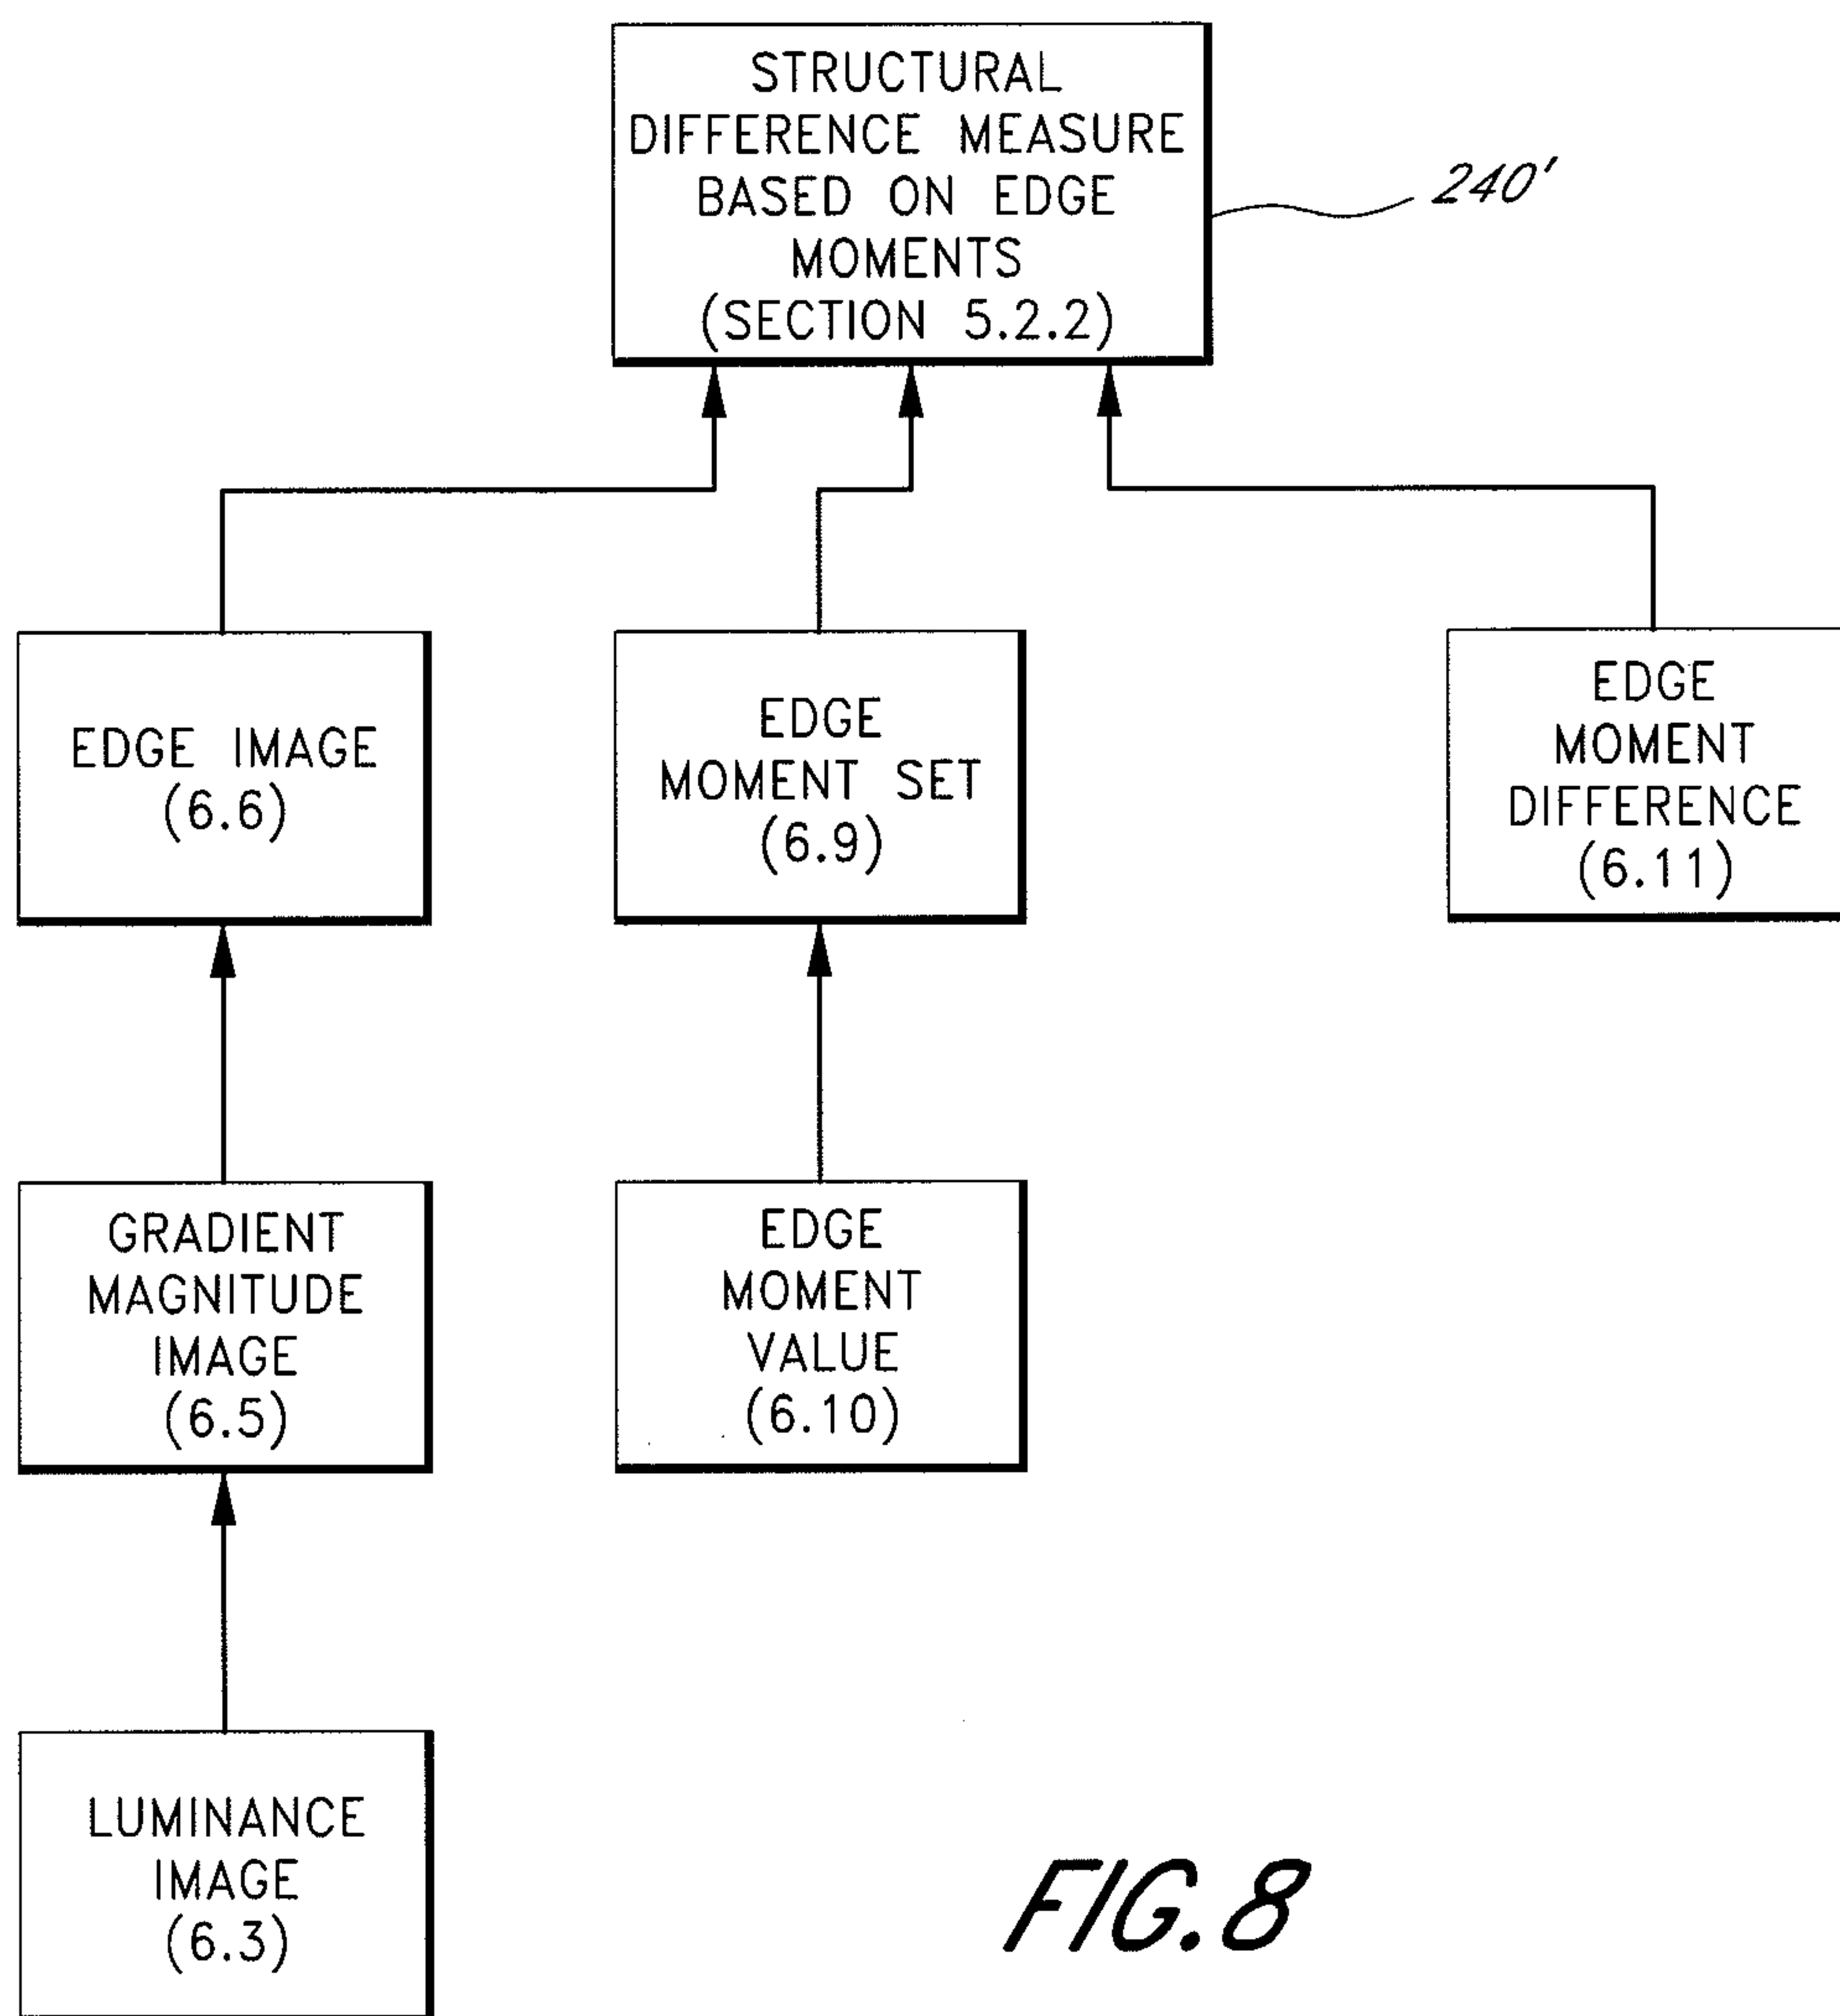 STRUCTURAL
DIFFERENCE MEASURE
BASED ON EDGE
MOMENTS
(SECTION 5.2.2)
240'
EDGE IMAGE
(6.6)
EDGE
MOMENT SET
(6.9)
EDGE
MOMENT
DIFFERENCE
(6.11)
GRADIENT
MAGNITUDE
IMAGE
(6.5)
EDGE
MOMENT
VALUE
(6.10)
LUMINANCE
IMAGE
(6.3)
FIG.8